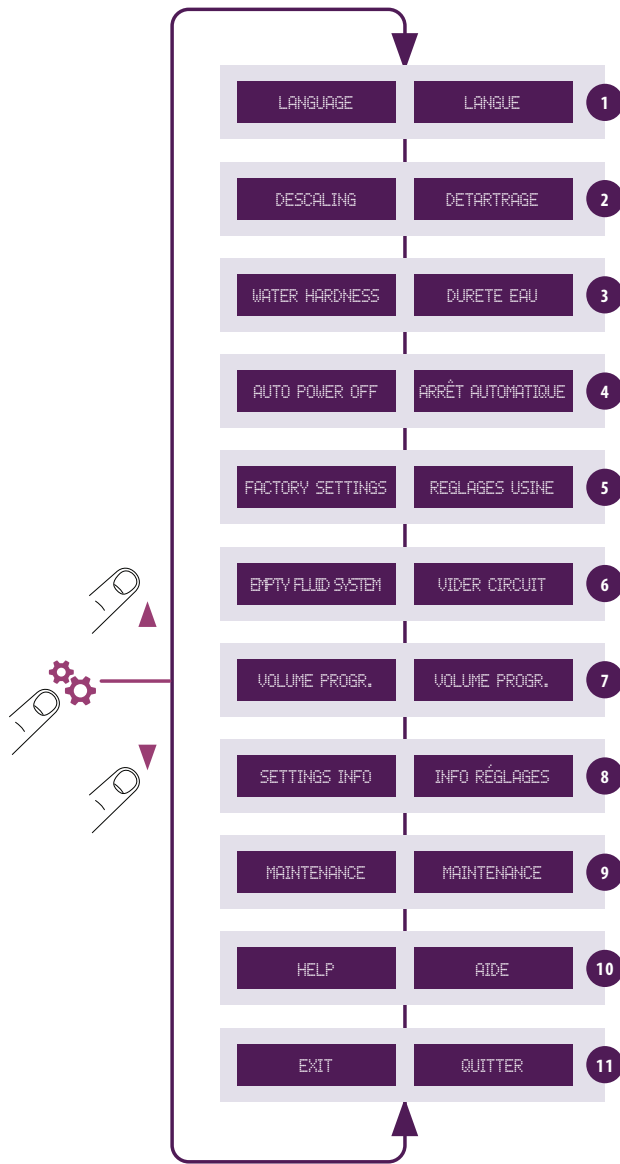 LANGUAGE LANGUE 1
DESCALING DETARTRAGE 2
WATER HARDNESS DURETE EAU 3
AUTO POWER OFF ARRÊT AUTOMATIQUE 4
FACTORY SETTINGS REGLAGES USINE 5
EMPTY FLUID SYSTEM VIDER CIRCUIT 6
VOLUME PROGR. VOLUME PROGR. 7
SETTINGS INFO INFO RÉGLAGES 8
MAINTENANCE MAINTENANCE 9
HELP AIDE 10
EXIT QUITTER 11